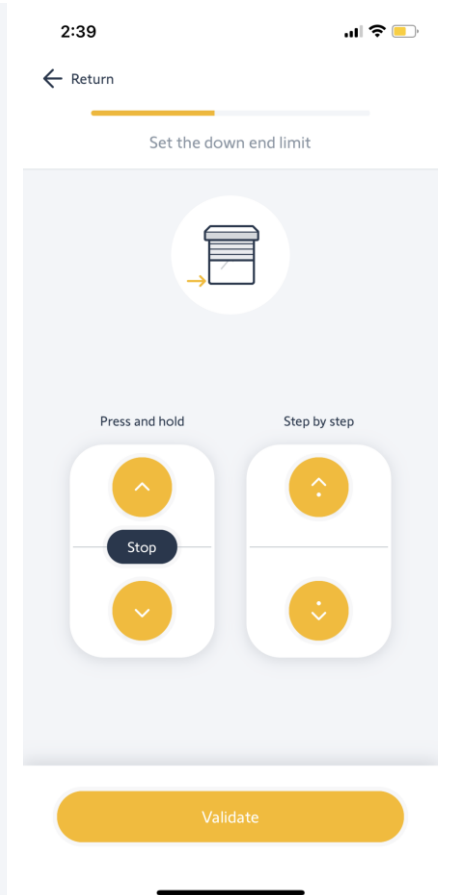 2:39
Return
Set the down end limit
Press and hold
Step by step
Stop
Validate